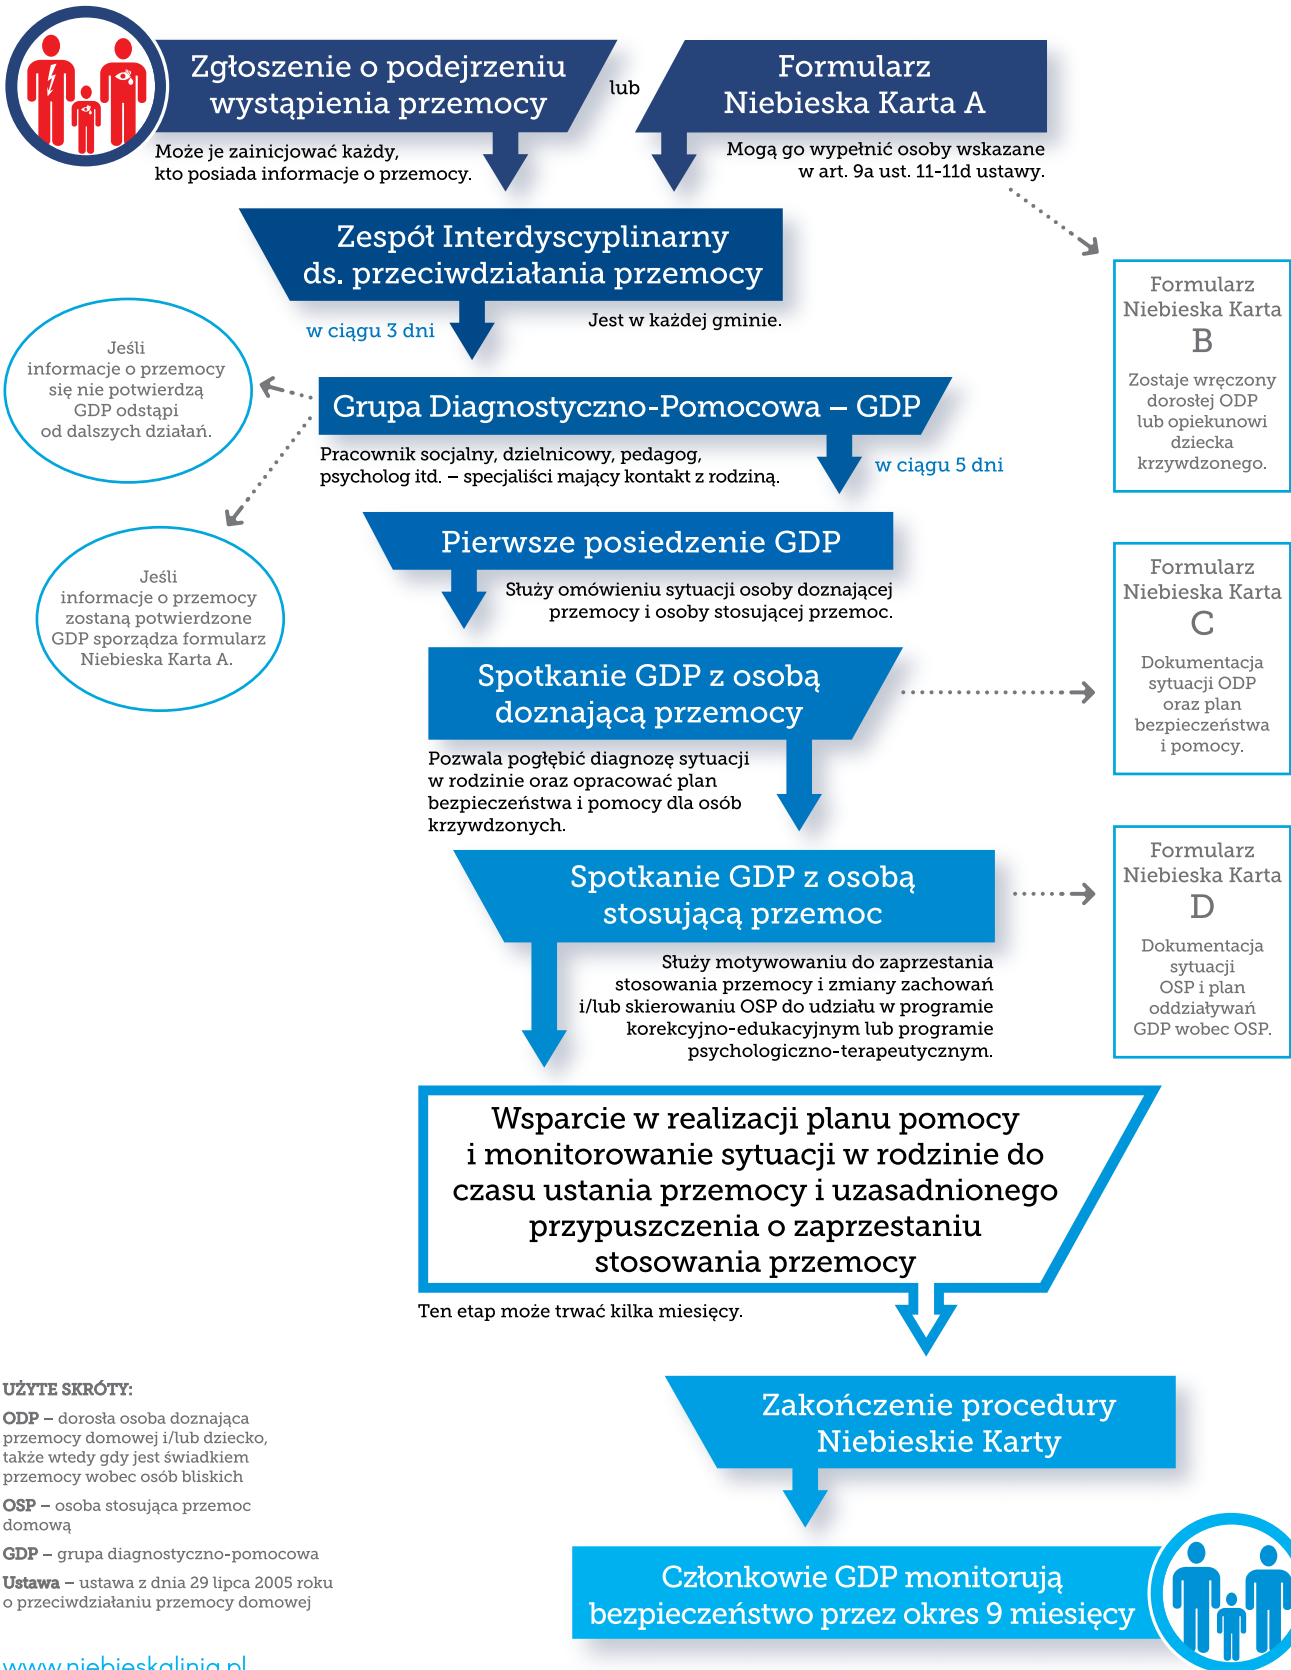 Zgłoszenie o podejrzeniu
wystąpienia przemocy
lub
Formularz
Niebieska Karta A
Może je zainicjować każdy,
kto posiada informacje o przemocy.
Mogą go wypełnić osoby wskazane
w art. 9a ust. 11-11d ustawy.
Zespół Interdyscyplinarny
ds. przeciwdziałania przemocy
w ciągu 3 dni
Jest w każdej gminie.
Formularz
Niebieska Karta
B
Zostaje wręczony
dorosłej ODP
lub opiekunowi
dziecka
krzywdzonego.
Jeśli
informacje o przemocy
się nie potwierdzą
GDP odstąpi
od dalszych działań.
Grupa Diagnostyczno-Pomocowa – GDP
Pracownik socjalny, dzielnicowy, pedagog,
psycholog itd. – specjaliści mający kontakt z rodziną.
w ciągu 5 dni
Pierwsze posiedzenie GDP
Służy omówieniu sytuacji osoby doznającej
przemocy i osoby stosującej przemoc.
Jeśli
informacje o przemocy
zostaną potwierdzone
GDP sporządza formularz
Niebieska Karta A.
Formularz
Niebieska Karta
C
Dokumentacja
sytuacji ODP
oraz plan
bezpieczeństwa
i pomocy.
Spotkanie GDP z osobą
doznającą przemocy
Pozwala pogłębić diagnozę sytuacji
w rodzinie oraz opracować plan
bezpieczeństwa i pomocy dla osób
krzywdzonych.
Spotkanie GDP z osobą
stosującą przemoc
Służy motywowaniu do zaprzestania
stosowania przemocy i zmiany zachowań
i/lub skierowaniu OSP do udziału w programie
korekcyjno-edukacyjnym lub programie
psychologiczno-terapeutycznym.
Formularz
Niebieska Karta
D
Dokumentacja
sytuacji
OSP i plan
oddziaływań
GDP wobec OSP.
Wsparcie w realizacji planu pomocy
i monitorowanie sytuacji w rodzinie do
czasu ustania przemocy i uzasadnionego
przypuszczenia o zaprzestaniu
stosowania przemocy
Ten etap może trwać kilka miesięcy.
Zakończenie procedury
Niebieskie Karty
Członkowie GDP monitorują
bezpieczeństwo przez okres 9 miesięcy
UŻYTE SKRÓTY:
ODP – dorosła osoba doznająca
przemocy domowej i/lub dziecko,
także wtedy gdy jest świadkiem
przemocy wobec osób bliskich
OSP – osoba stosująca przemoc
domową
GDP – grupa diagnostyczno-pomocowa
Ustawa – ustawa z dnia 29 lipca 2005 roku
o przeciwdziałaniu przemocy domowej
www.niebieskalinia.pl